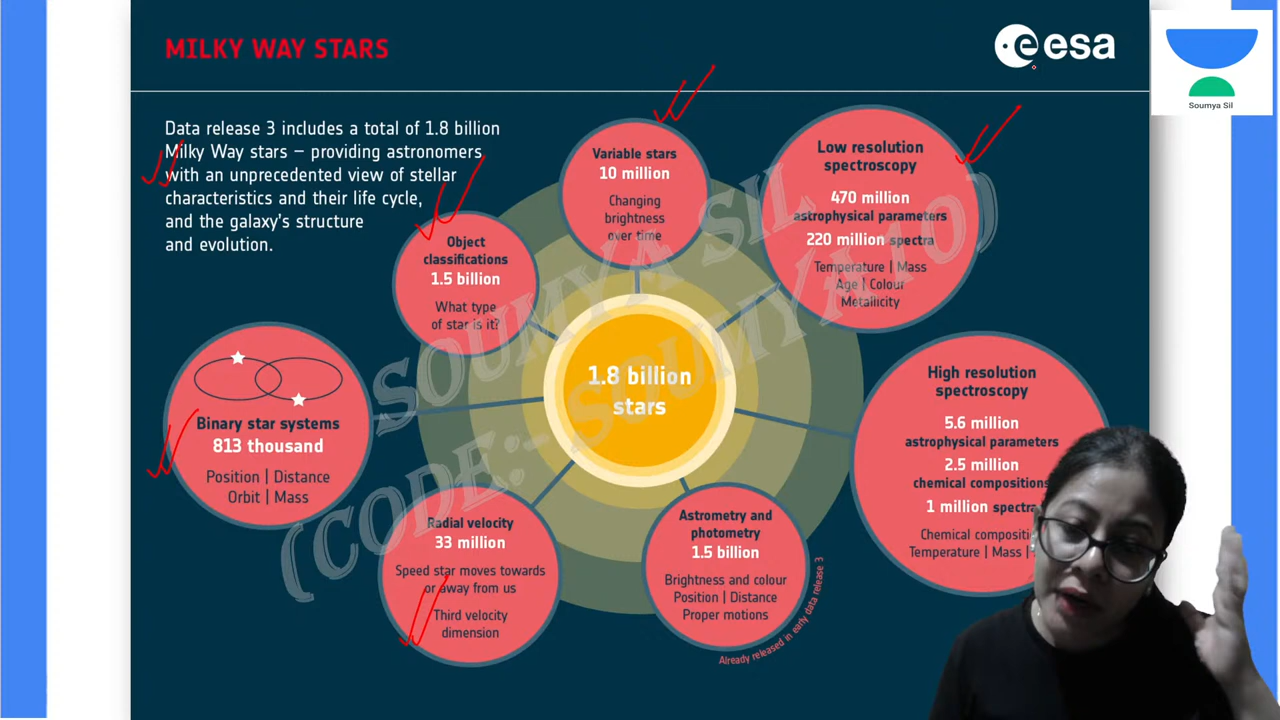 MILKY WAY STARS
esa
Soumya Sil
Data release 3 includes a total of 1.8 billion
Milky Way stars – providing astronomers
with an unprecedented view of stellar
characteristics and their life cycle,
and the galaxy's structure
and evolution.
Variable stars
10 million
Changing
brightness
over time
Low resolution
spectroscopy
470 million
astrophysical parameters
220 million spectra
Temperature | Mass
Age | Colour
Metallicity
Object
classifications
1.5 billion
What type
of star is it?
1.8 billion
stars
Binary star systems
813 thousand
Position | Distance
Orbit | Mass
High resolution
spectroscopy
5.6 million
astrophysical parameters
2.5 million
chemical compositions
1 million spectra
Chemical compositi
Temperature | Mass |
Radial velocity
33 million
Speed star moves towards
or away from us
Third velocity
dimension
Astrometry and
photometry
1.5 billion
Brightness and colour
Position | Distance
Proper motions
Already released in early data release 3
SOUMYA SIL
(CODE:- SOUMYA10)